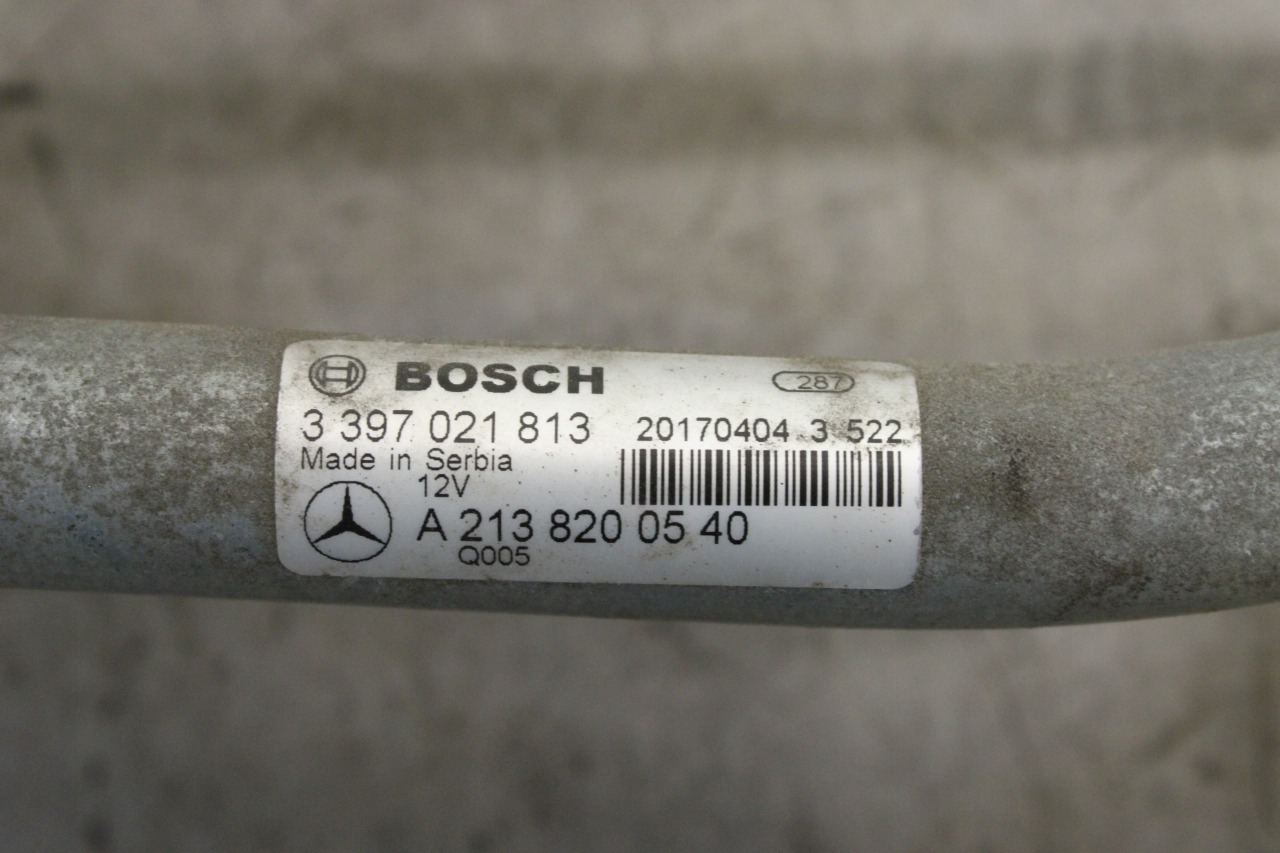 BOSCH 287
3 397 021 813 20170404 3 522
Made in Serbia
12V
A 213 820 05 40
Q005